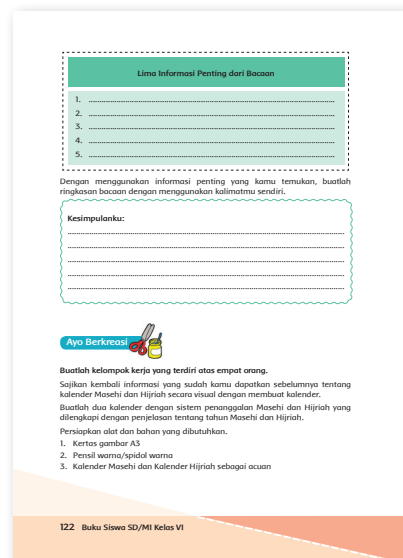 Lima Informasi Penting dari Bacaan
1. ....................................................................
2. ....................................................................
3. ....................................................................
4. ....................................................................
5. ....................................................................
Dengan menggunakan informasi penting yang kamu temukan, buatlah
ringkasan bacaan dengan menggunakan kalimatmu sendiri.
Kesimpulanku:
....................................................................
....................................................................
....................................................................
....................................................................
....................................................................
Ayo Berkreasi
Buatlah kelompok kerja yang terdiri atas empat orang.
Sajikan kembali informasi yang sudah kamu dapatkan sebelumnya tentang
kalender Masehi dan Hijriah secara visual dengan membuat kalender.
Buatlah dua kalender dengan sistem penanggalan Masehi dan Hijriah yang
dilengkapi dengan penjelasan tentang tahun Masehi dan Hijriah.
Persiapkan alat dan bahan yang dibutuhkan.
1. Kertas gambar A3
2. Pensil warna/spidol warna
3. Kalender Masehi dan Kalender Hijriah sebagai acuan
122 Buku Siswa SD/MI Kelas VI